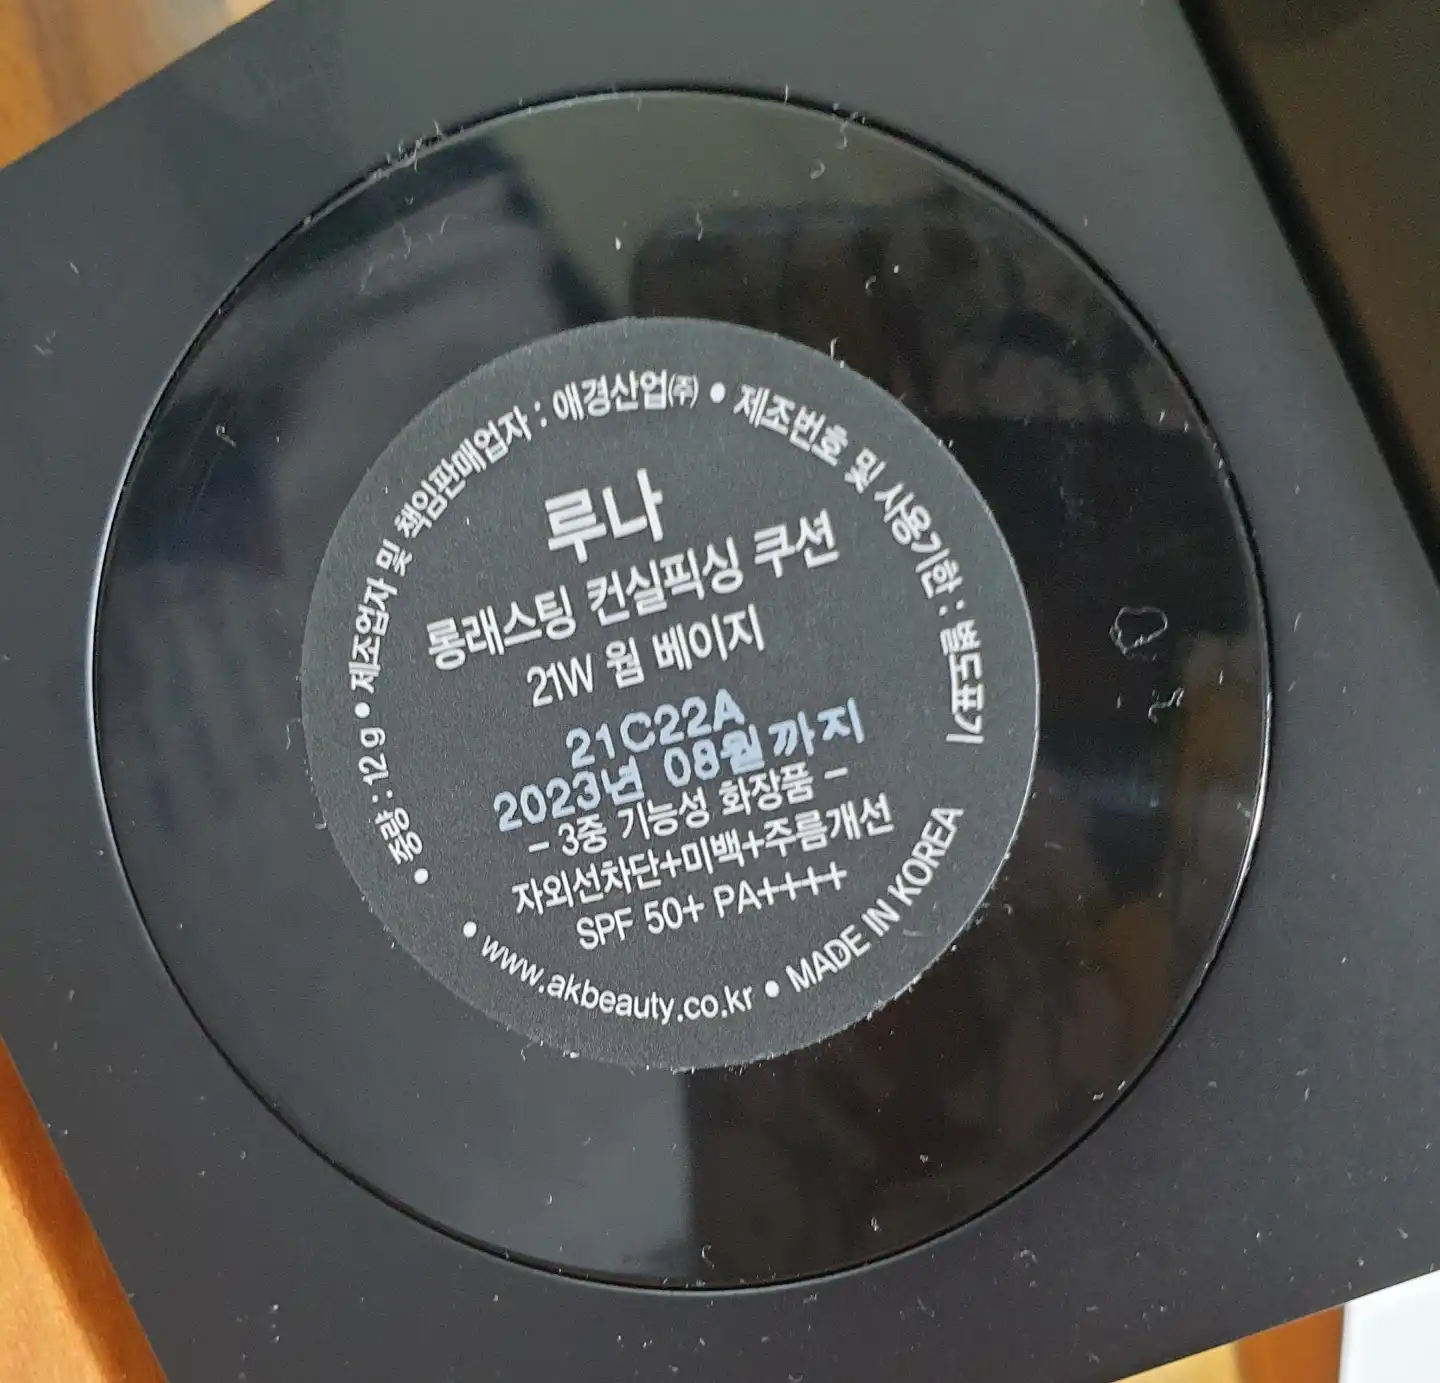 • 중량 : 12g • 제조업자 및 책임판매업자 : 애경산업㈜ • 제조번호 및 사용기한 : 별도표기
루나
롱래스팅 컨실픽싱 쿠션
21W 웜 베이지
21C22A
2023년 08월까지
- 3중 기능성 화장품 -
자외선차단+미백+주름개선
SPF 50+ PA++++
• www.akbeauty.co.kr • MADE IN KOREA